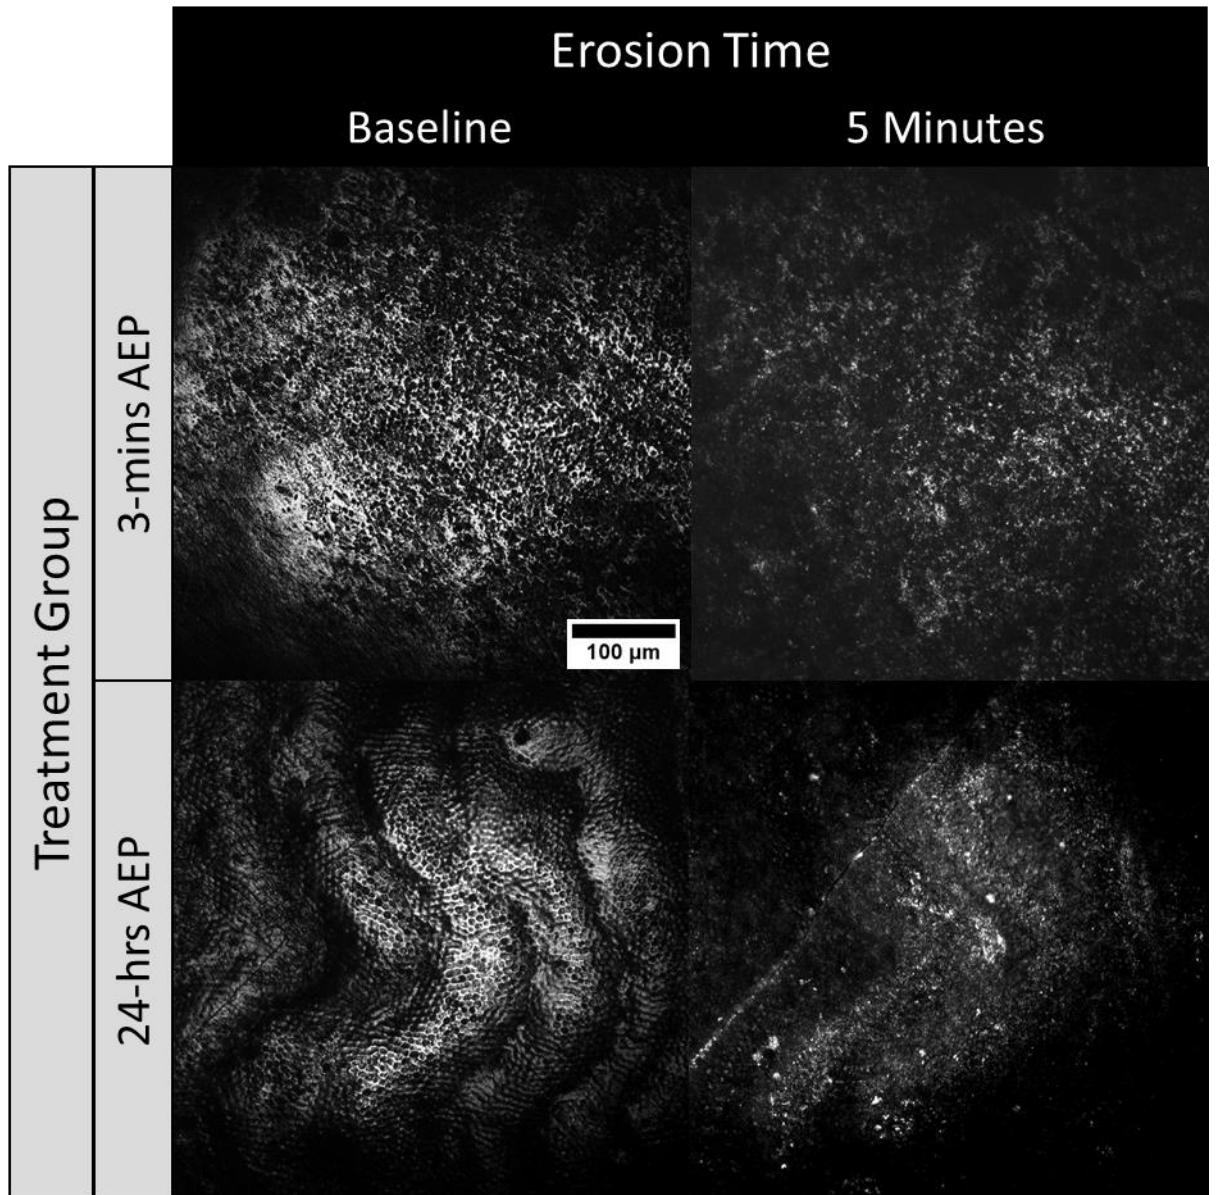 Erosion Time
Baseline
5 Minutes
Treatment Group
3-mins AEP
100 µm
24-hrs AEP